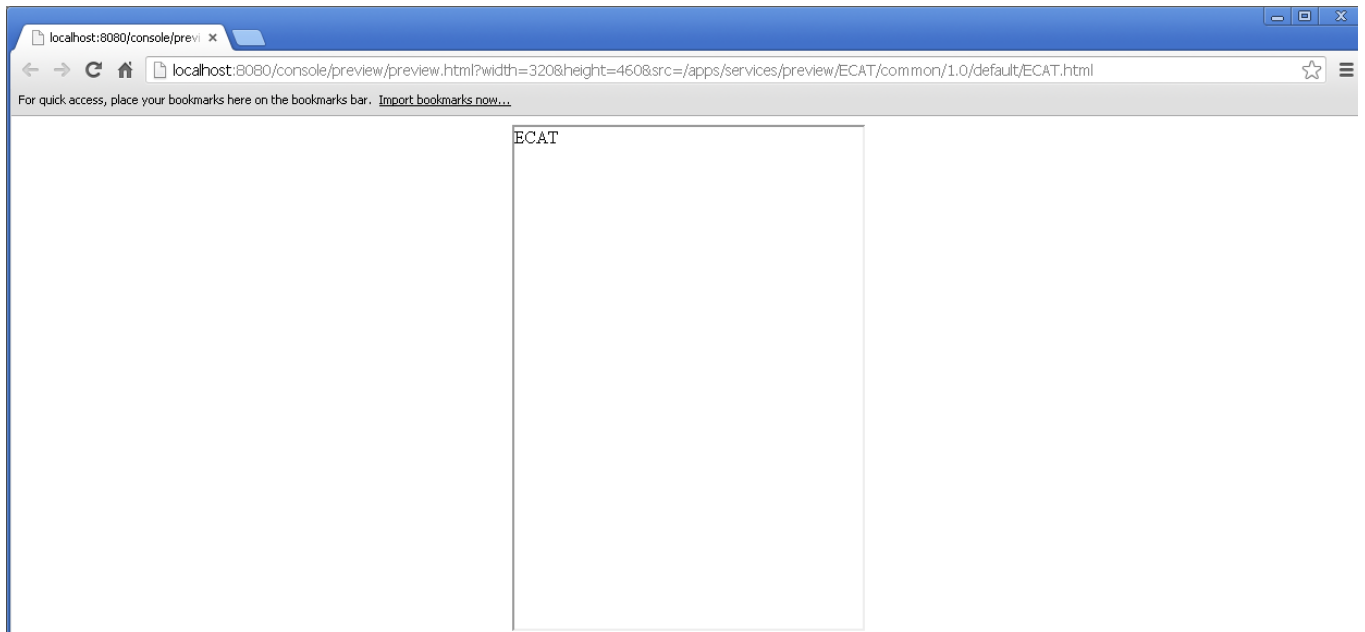 localhost:8080/console/previ
localhost:8080/console/preview/preview.html?width=320&height=460&src=/apps/services/preview/ECAT/common/1.0/default/ECAT.html
For quick access, place your bookmarks here on the bookmarks bar. Import bookmarks now...
ECAT